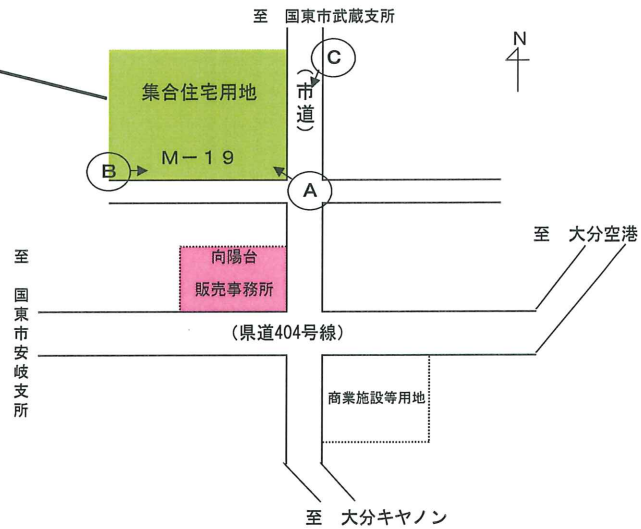 至 国東市武蔵支所
N
C
(市道)
集合住宅用地
M－19
B
A
至 大分空港
向陽台
販売事務所
至 国東市安岐支所
(県道404号線)
商業施設等用地
至 大分キヤノン